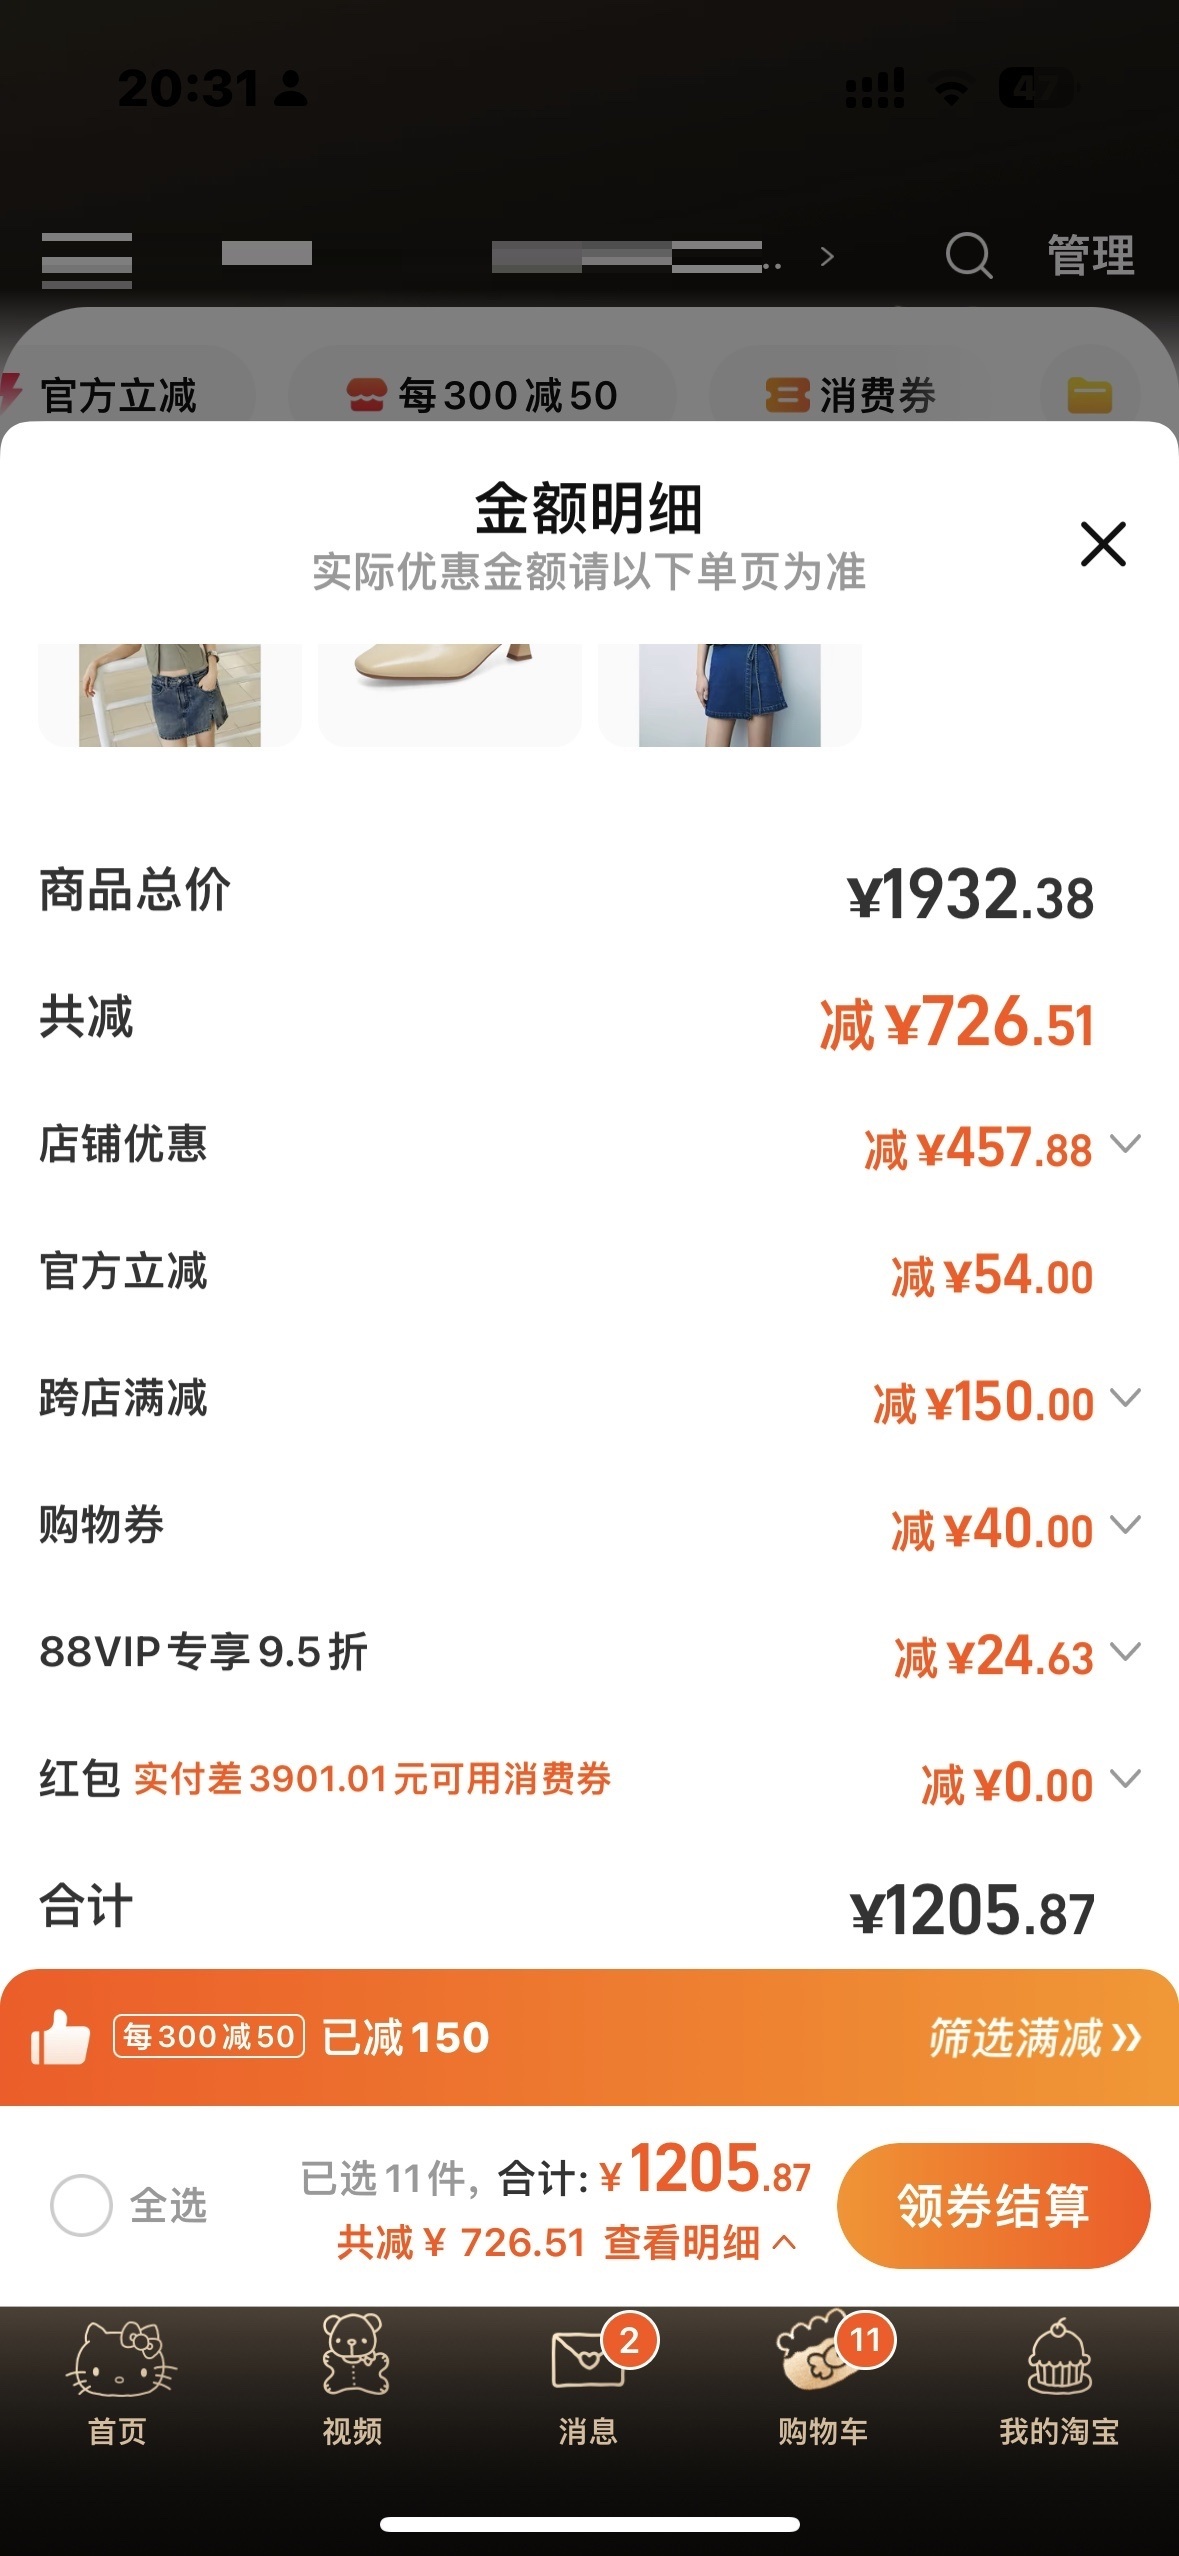 20:31
47
管理
官方立减 每300减50 消费券
金额明细
实际优惠金额请以下单页为准
商品总价 ¥1932.38
共减 减¥726.51
店铺优惠 减¥457.88
官方立减 减¥54.00
跨店满减 减¥150.00
购物券 减¥40.00
88VIP专享9.5折 减¥24.63
红包 实付差3901.01元可用消费券 减¥0.00
合计 ¥1205.87
每300减50 已减150 筛选满减
全选 已选11件, 合计: ¥1205.87 领券结算
共减¥ 726.51 查看明细
2 11
首页 视频 消息 购物车 我的淘宝